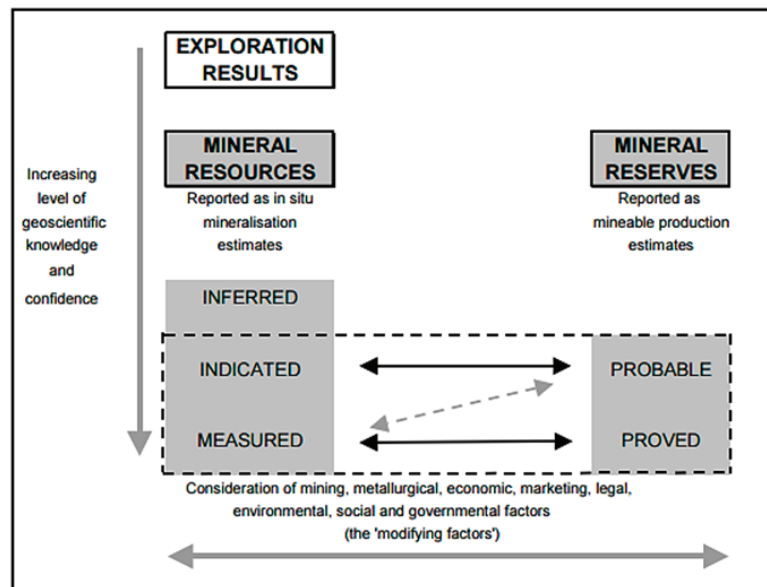 EXPLORATION
RESULTS
MINERAL
RESOURCES
MINERAL
RESERVES
Increasing
level of
geoscientific
knowledge
and
confidence
Reported as in situ
mineralisation
estimates
Reported as
mineable production
estimates
INFERRED
INDICATED
PROBABLE
MEASURED
PROVED
Consideration of mining, metallurgical, economic, marketing, legal,
environmental, social and governmental factors
(the 'modifying factors')